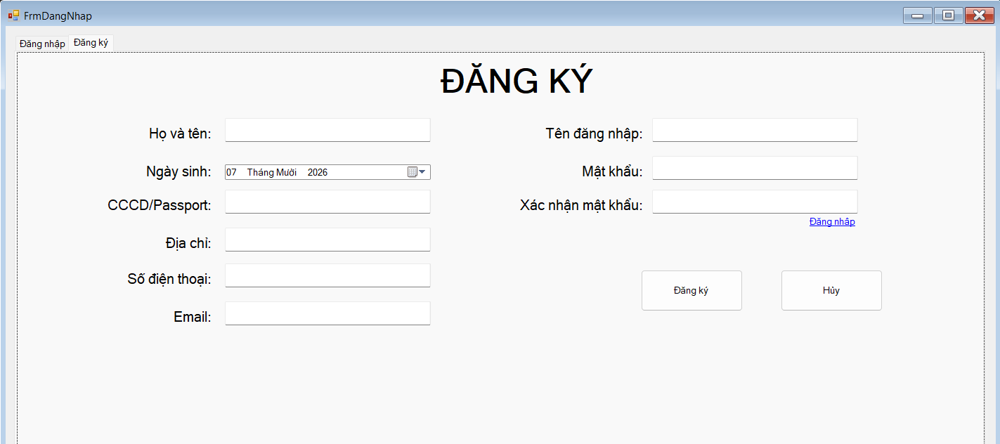 FrmDangNhap
Đăng nhập Đăng ký
ĐĂNG KÝ
Họ và tên:
Ngày sinh: 07 Tháng Mười 2026
CCCD/Passport:
Địa chỉ:
Số điện thoại:
Email:
Tên đăng nhập:
Mật khẩu:
Xác nhận mật khẩu:
Đăng nhâp
Đăng ký Hủy